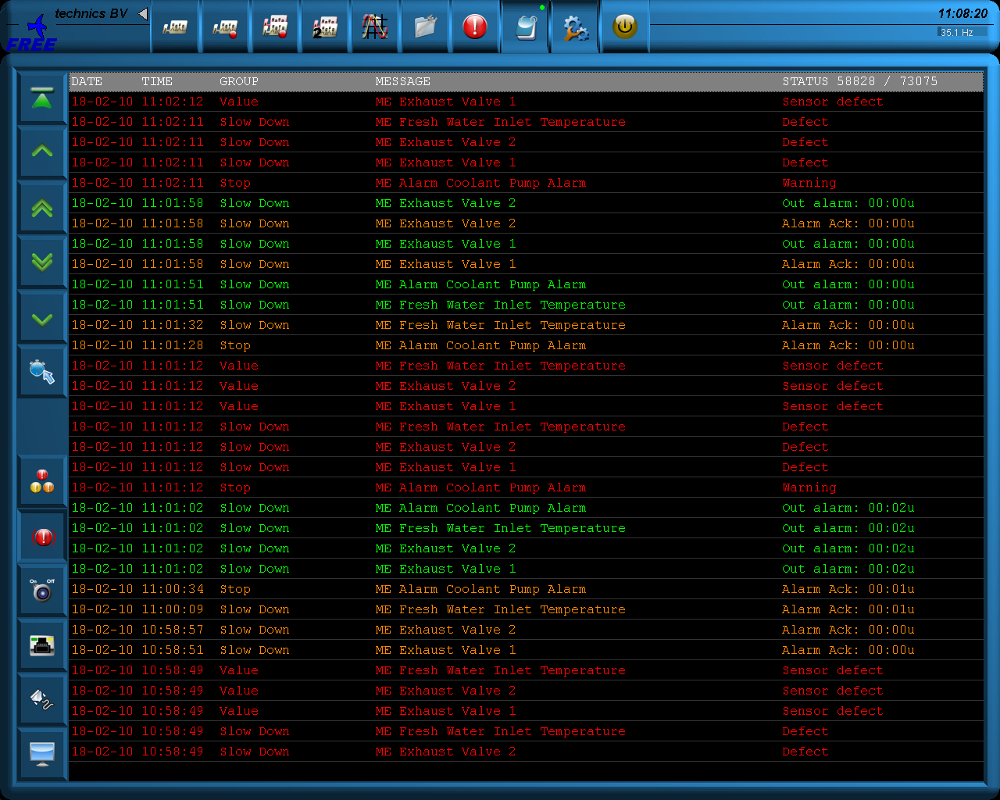 technics BV
FREE
2
11:08:20
35.1 Hz
DATE TIME GROUP MESSAGE STATUS 58828 / 73075
18-02-10 11:02:12 Value ME Exhaust Valve 1 Sensor defect
18-02-10 11:02:11 Slow Down ME Fresh Water Inlet Temperature Defect
18-02-10 11:02:11 Slow Down ME Exhaust Valve 2 Defect
18-02-10 11:02:11 Slow Down ME Exhaust Valve 1 Defect
18-02-10 11:02:11 Stop ME Alarm Coolant Pump Alarm Warning
18-02-10 11:01:58 Slow Down ME Exhaust Valve 2 Out alarm: 00:00u
18-02-10 11:01:58 Slow Down ME Exhaust Valve 2 Alarm Ack: 00:00u
18-02-10 11:01:58 Slow Down ME Exhaust Valve 1 Out alarm: 00:00u
18-02-10 11:01:58 Slow Down ME Exhaust Valve 1 Alarm Ack: 00:00u
18-02-10 11:01:51 Slow Down ME Alarm Coolant Pump Alarm Out alarm: 00:00u
18-02-10 11:01:51 Slow Down ME Fresh Water Inlet Temperature Out alarm: 00:00u
18-02-10 11:01:32 Slow Down ME Fresh Water Inlet Temperature Alarm Ack: 00:00u
18-02-10 11:01:28 Stop ME Alarm Coolant Pump Alarm Alarm Ack: 00:00u
18-02-10 11:01:12 Value ME Fresh Water Inlet Temperature Sensor defect
18-02-10 11:01:12 Value ME Exhaust Valve 2 Sensor defect
18-02-10 11:01:12 Value ME Exhaust Valve 1 Sensor defect
18-02-10 11:01:12 Slow Down ME Fresh Water Inlet Temperature Defect
18-02-10 11:01:12 Slow Down ME Exhaust Valve 2 Defect
18-02-10 11:01:12 Slow Down ME Exhaust Valve 1 Defect
18-02-10 11:01:12 Stop ME Alarm Coolant Pump Alarm Warning
18-02-10 11:01:02 Slow Down ME Alarm Coolant Pump Alarm Out alarm: 00:02u
18-02-10 11:01:02 Slow Down ME Fresh Water Inlet Temperature Out alarm: 00:02u
18-02-10 11:01:02 Slow Down ME Exhaust Valve 2 Out alarm: 00:02u
18-02-10 11:01:02 Slow Down ME Exhaust Valve 1 Out alarm: 00:02u
18-02-10 11:00:34 Stop ME Alarm Coolant Pump Alarm Alarm Ack: 00:01u
18-02-10 11:00:09 Slow Down ME Fresh Water Inlet Temperature Alarm Ack: 00:01u
18-02-10 10:58:57 Slow Down ME Exhaust Valve 2 Alarm Ack: 00:00u
18-02-10 10:58:51 Slow Down ME Exhaust Valve 1 Alarm Ack: 00:00u
18-02-10 10:58:49 Value ME Fresh Water Inlet Temperature Sensor defect
18-02-10 10:58:49 Value ME Exhaust Valve 2 Sensor defect
18-02-10 10:58:49 Value ME Exhaust Valve 1 Sensor defect
18-02-10 10:58:49 Slow Down ME Fresh Water Inlet Temperature Defect
18-02-10 10:58:49 Slow Down ME Exhaust Valve 2 Defect
On Off